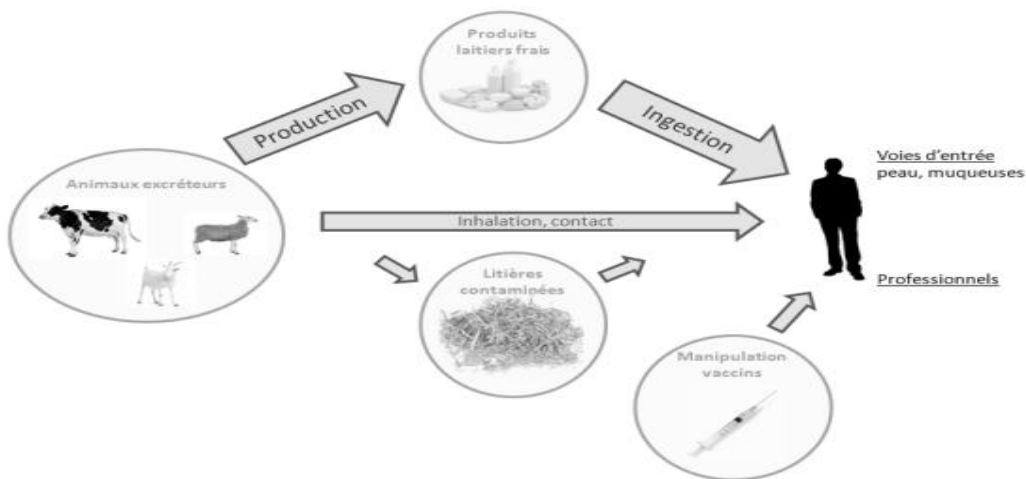 Produits
laitiers frais
Production
Ingestion
Animaux excréteurs
Voies d'entrée
peau, muqueuses
Inhalation, contact
Litières
contaminées
Professionnels
Manipulation
vaccins